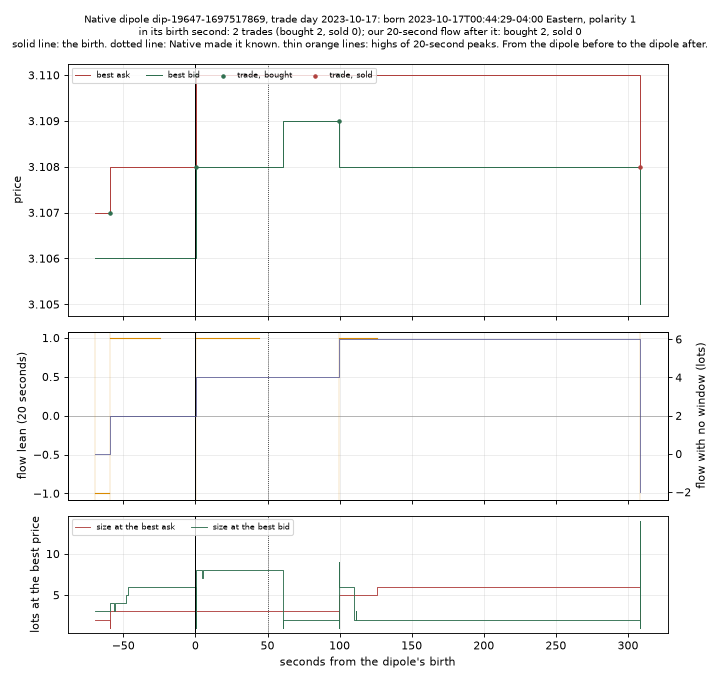 Native dipole dip-19647-1697517869, trade day 2023-10-17: born 2023-10-17T00:44:29-04:00 Eastern, polarity 1
in its birth second: 2 trades (bought 2, sold 0); our 20-second flow after it: bought 2, sold 0
solid line: the birth. dotted line: Native made it known. thin orange lines: highs of 20-second peaks. From the dipole before to the dipole after.
best ask best bid trade, bought trade, sold
3.110
3.109
3.108
3.107
3.106
3.105
price
1.0
0.5
0.0
−0.5
−1.0
flow lean (20 seconds)
6
4
2
0
−2
flow with no window (lots)
size at the best ask size at the best bid
10
5
lots at the best price
−50 0 50 100 150 200 250 300
seconds from the dipole's birth